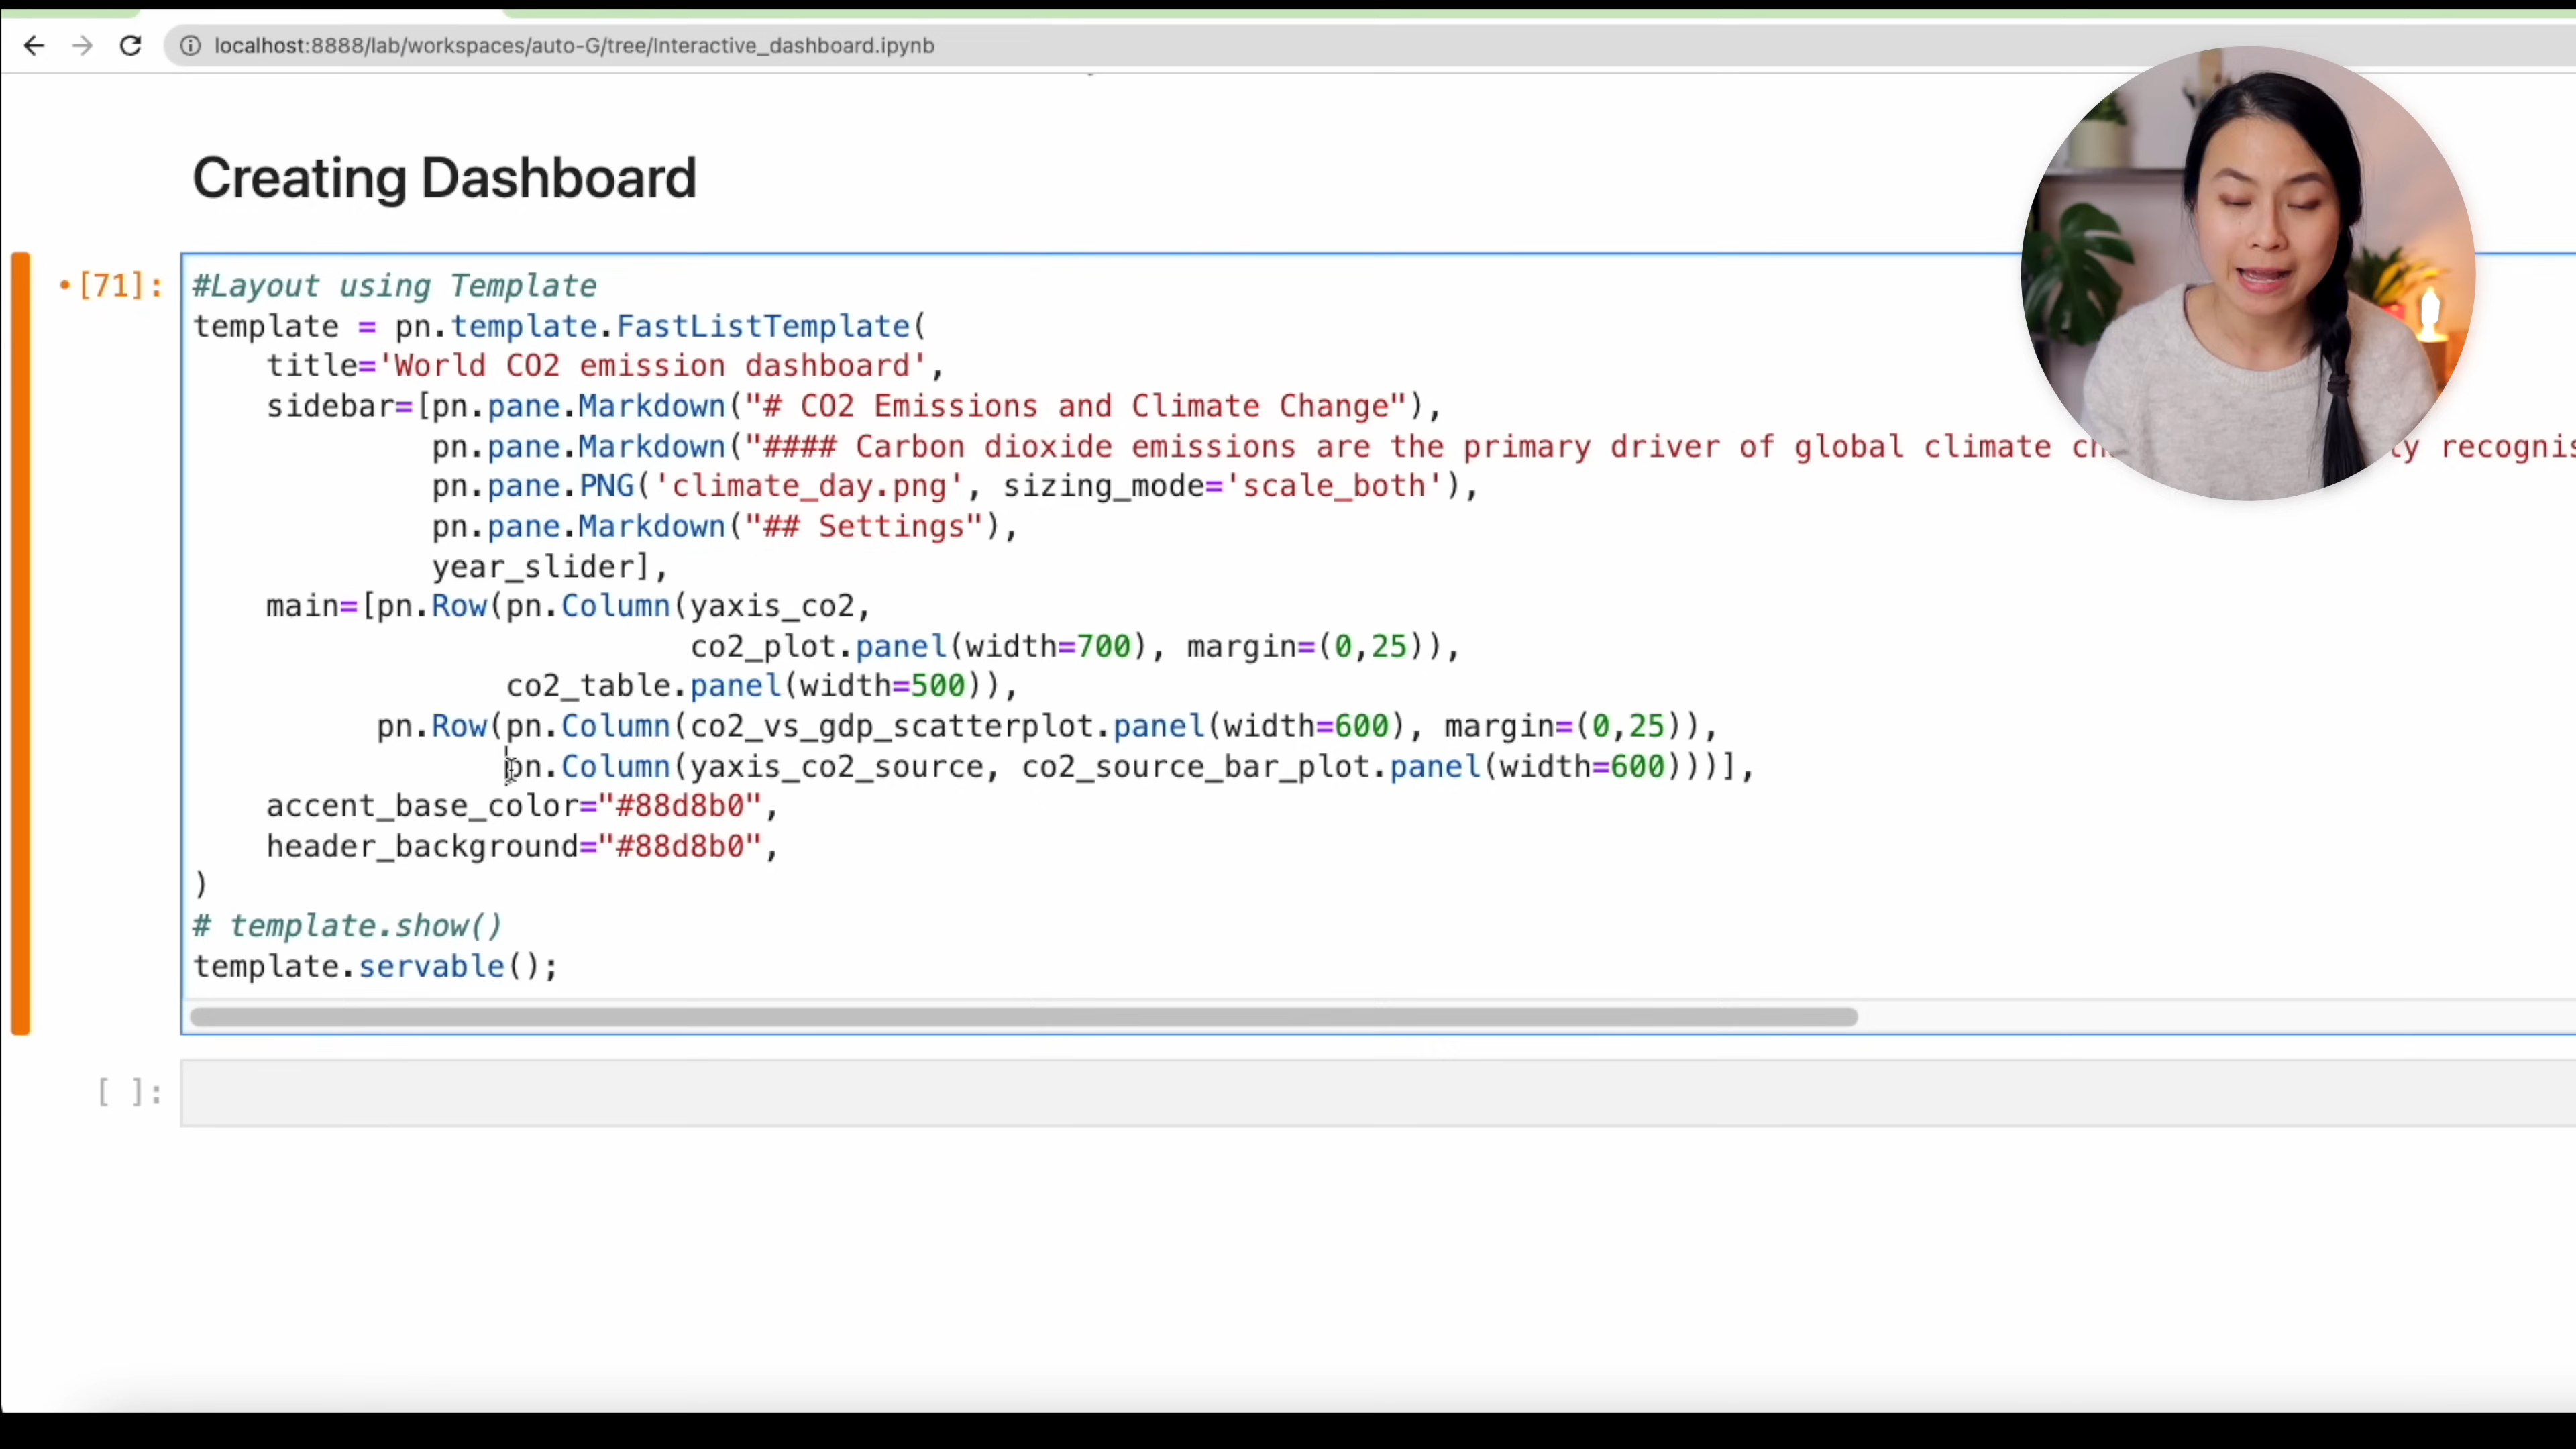 localhost:8888/lab/workspaces/auto-G/tree/Interactive_dashboard.ipynb
Creating Dashboard
[71]:
#Layout using Template
template = pn.template.FastListTemplate(
title='World CO2 emission dashboard',
sidebar=[pn.pane.Markdown("# CO2 Emissions and Climate Change"),
pn.pane.Markdown("#### Carbon dioxide emissions are the primary driver of global climate
pn.pane.PNG('climate_day.png', sizing_mode='scale_both'),
pn.pane.Markdown("## Settings"),
year_slider],
main=[pn.Row(pn.Column(yaxis_co2,
co2_plot.panel(width=700), margin=(0,25)),
co2_table.panel(width=500)),
pn.Row(pn.Column(co2_vs_gdp_scatterplot.panel(width=600), margin=(0,25)),
pn.Column(yaxis_co2_source, co2_source_bar_plot.panel(width=600)))],
accent_base_color="#88d8b0",
header_background="#88d8b0",
)
# template.show()
template.servable();
[ ]: